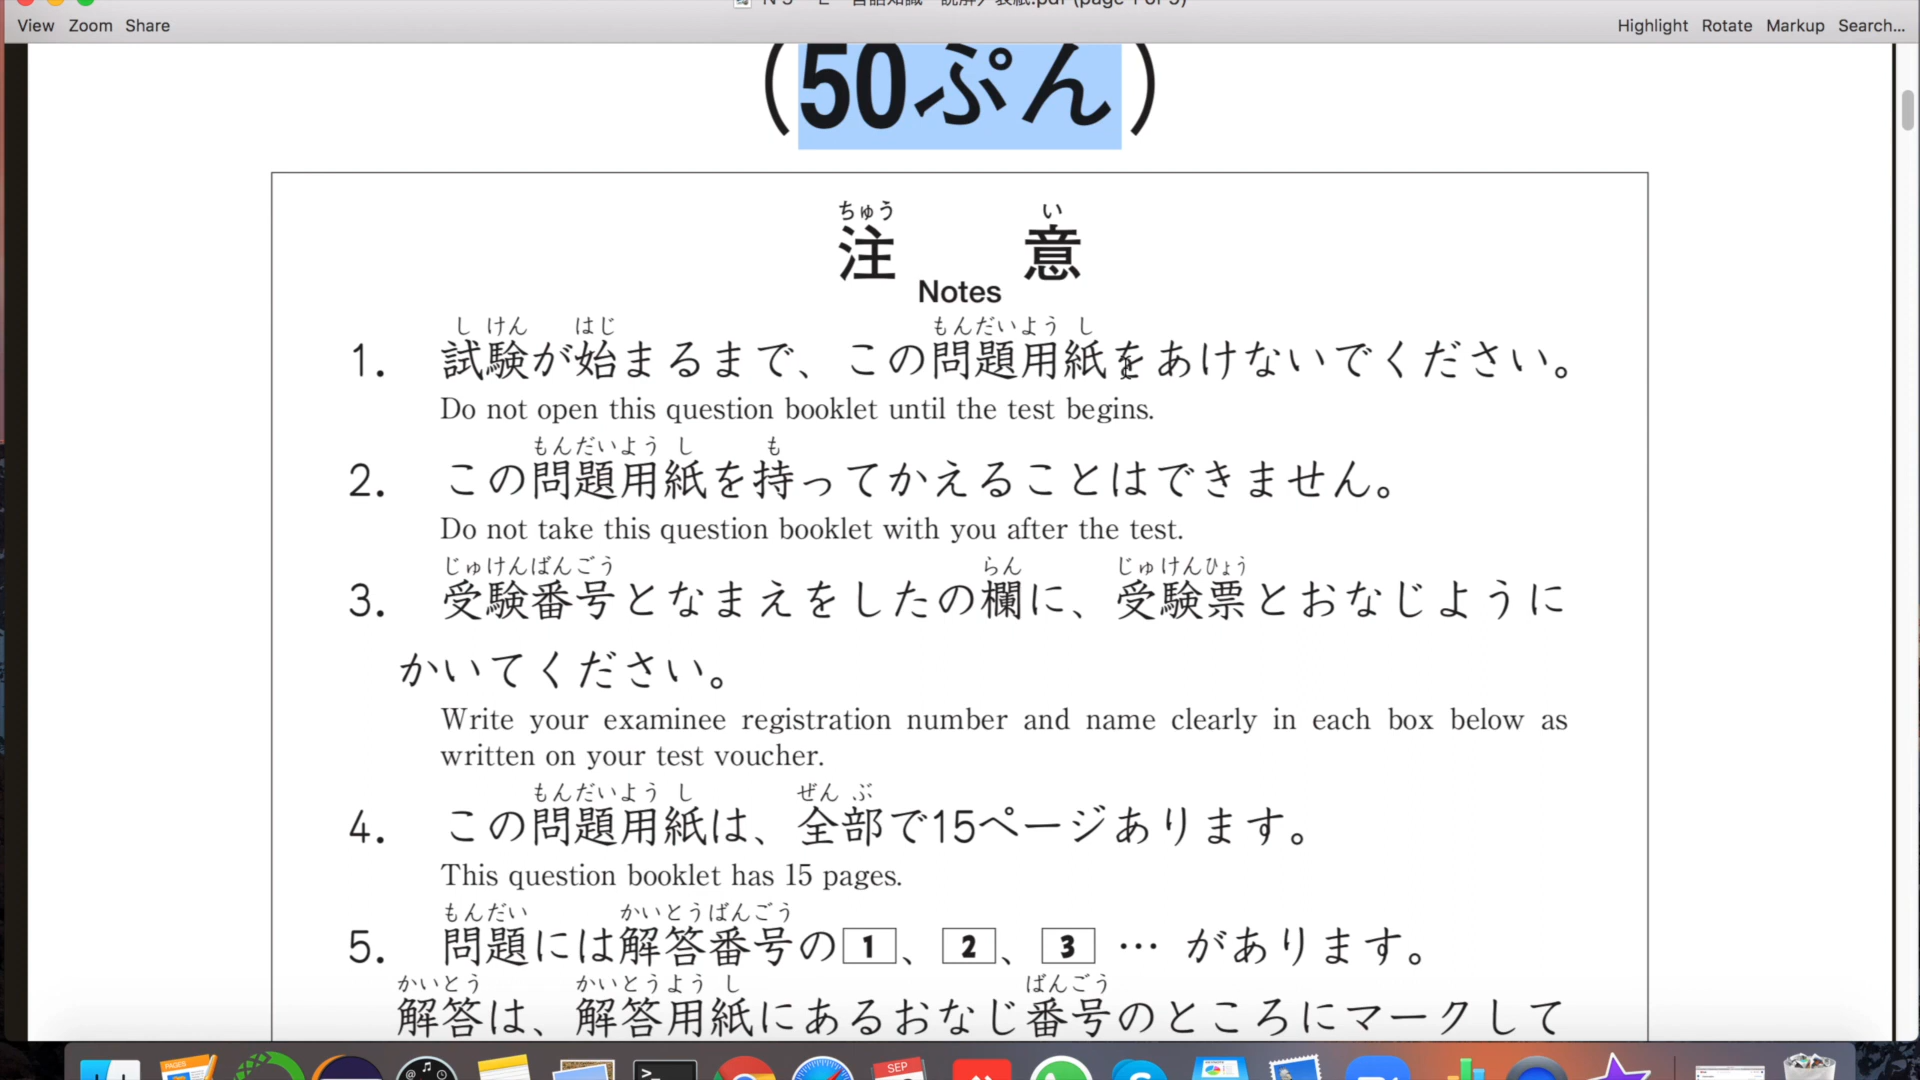 View Zoom Share
(page 1 of 5)
Highlight Rotate Markup Search...
(50ぷん)
ちゅう い
注 意
Notes
し けん はじ もんだいよう し
1. 試験が始まるまで、この問題用紙をあけないでください。
Do not open this question booklet until the test begins.
もんだいよう し も
2. この問題用紙を持ってかえることはできません。
Do not take this question booklet with you after the test.
じゅけんばんごう らん じゅけんひょう
3. 受験番号となまえをしたの欄に、受験票とおなじように
かいてください。
Write your examinee registration number and name clearly in each box below as
written on your test voucher.
もんだいよう し ぜん ぶ
4. この問題用紙は、全部で15ページあります。
This question booklet has 15 pages.
もんだい かいとうばんごう
5. 問題には解答番号の1、2、3 … があります。
かいとう かいとうよう し ばんごう
解答は、解答用紙にあるおなじ番号のところにマークして
PAGES
SEP